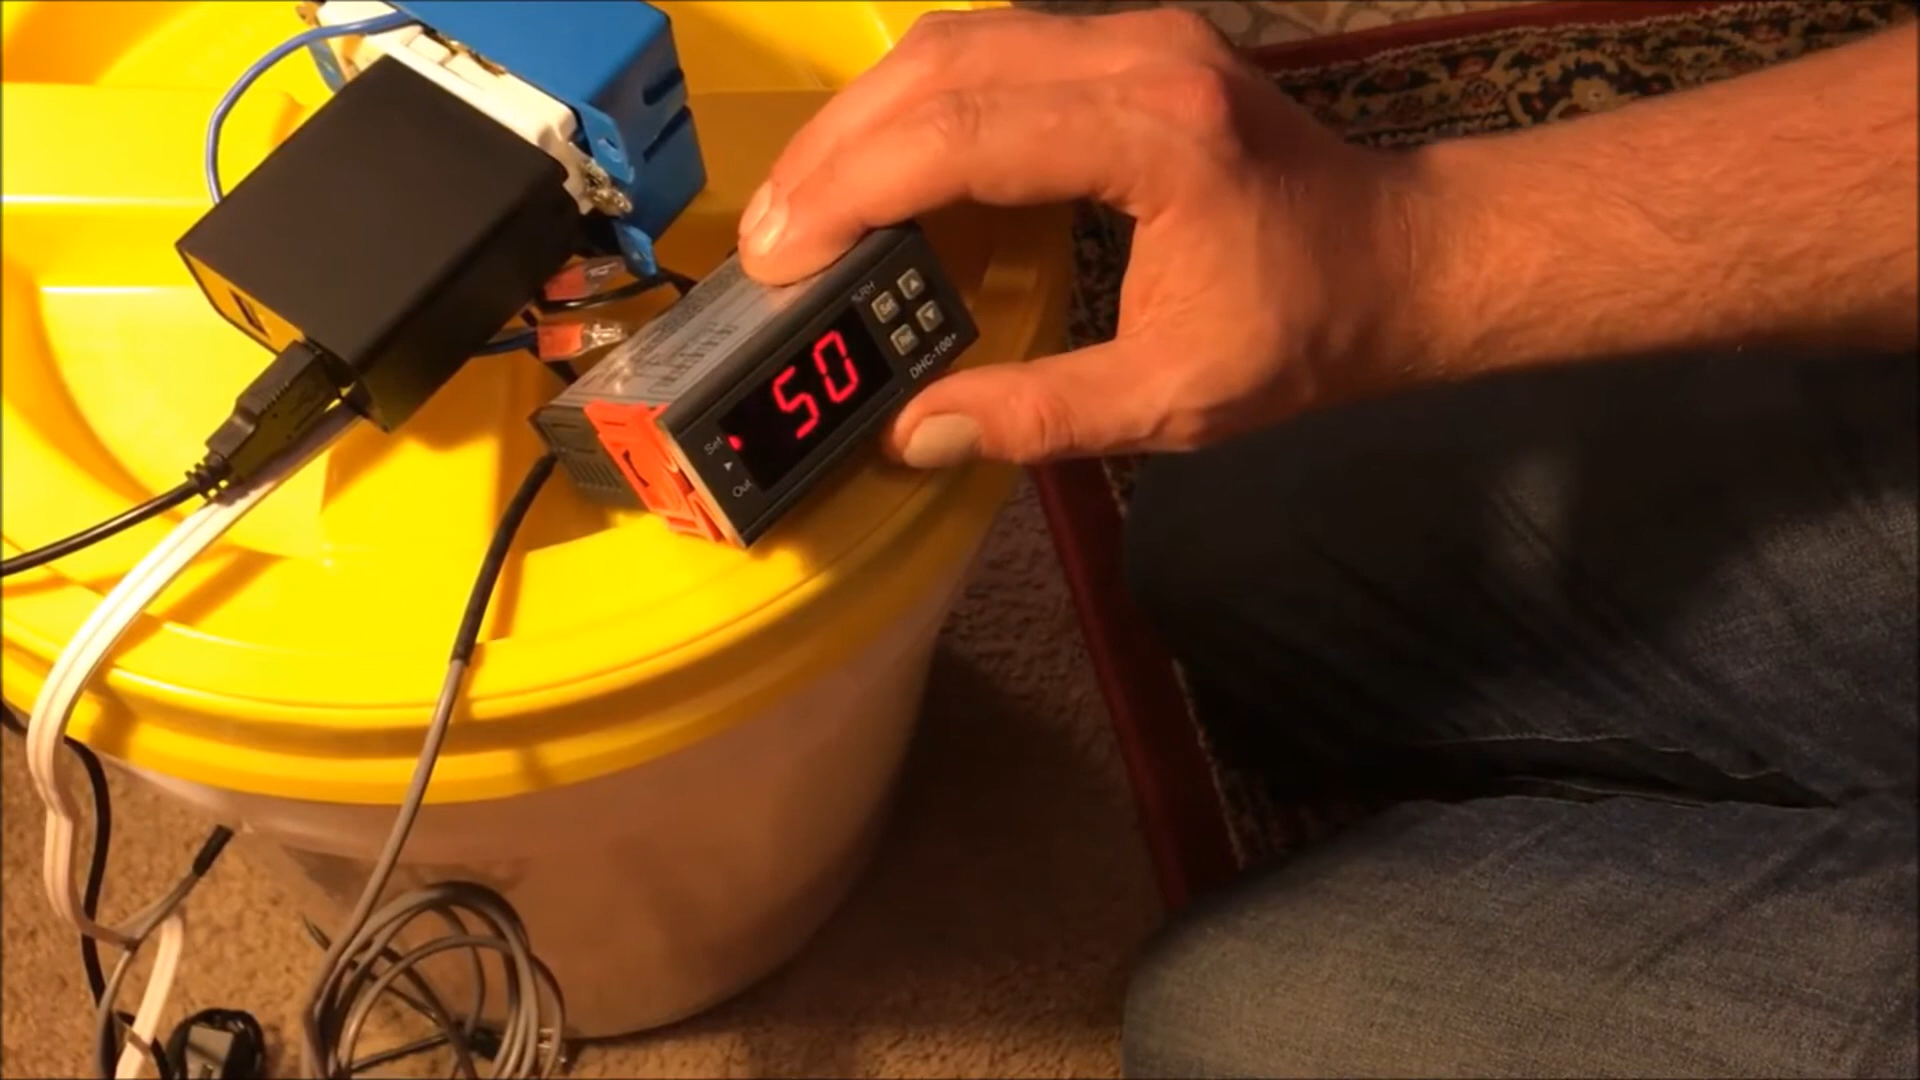 %RH
Set
Rst
50
DHC-100+
Set
Out